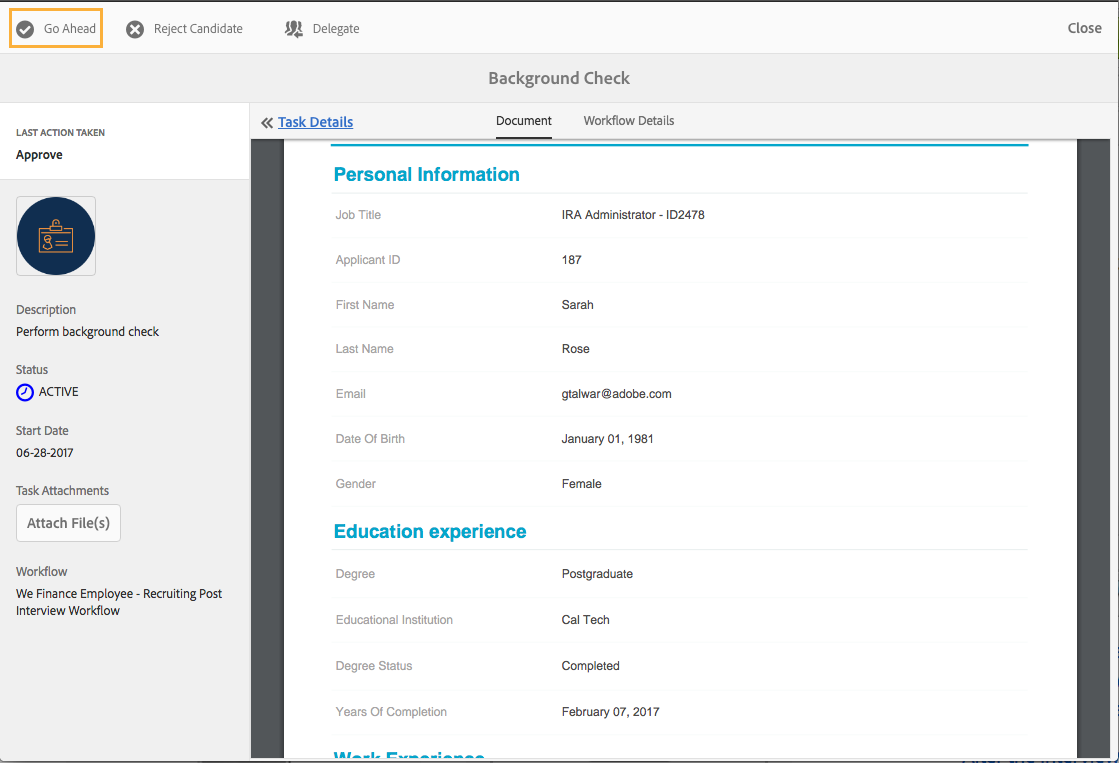 Go Ahead
Reject Candidate
Delegate
Close
Background Check
LAST ACTION TAKEN
Approve
Description
Perform background check
Status
ACTIVE
Start Date
06-28-2017
Task Attachments
Attach File(s)
Workflow
We Finance Employee - Recruiting Post
Interview Workflow
« Task Details
Document
Workflow Details
Personal Information
Job Title IRA Administrator - ID2478
Applicant ID 187
First Name Sarah
Last Name Rose
Email gtalwar@adobe.com
Date Of Birth January 01, 1981
Gender Female
Education experience
Degree Postgraduate
Educational Institution Cal Tech
Degree Status Completed
Years Of Completion February 07, 2017
Work Experience